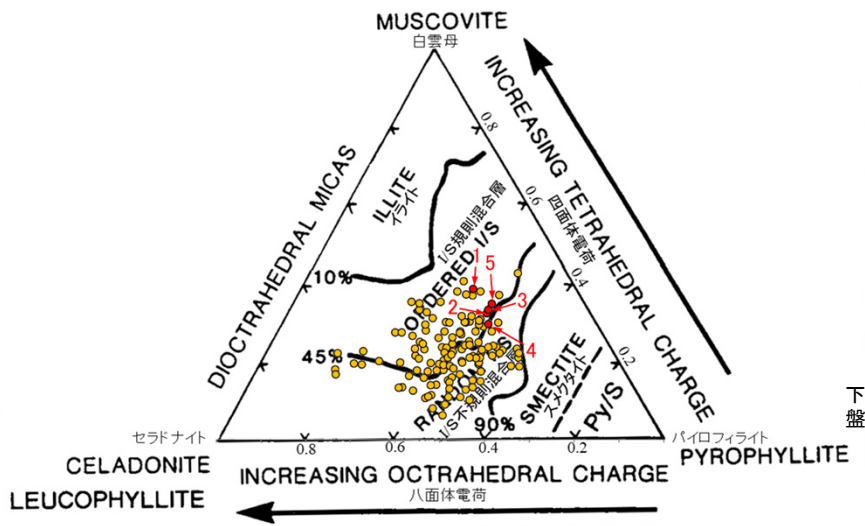 MUSCOVITE
白雲母
INCREASING TETRAHEDRAL CHARGE
四面体電荷
DIOCTRAHEDRAL MICAS
0.8
0.6
0.4
0.2
ILLITE
イライト
I/S規則混合層
ORDERED I/S
10%
1
5
2
3
4
45%
I/S不規則混合層
90%
SMECTITE
スメクタイト
Py/S
下盤
セラドナイト
パイロフィライト
CELADONITE
0.8
0.6
0.4
0.2
PYROPHYLLITE
INCREASING OCTRAHEDRAL CHARGE
八面体電荷
LEUCOPHYLLITE